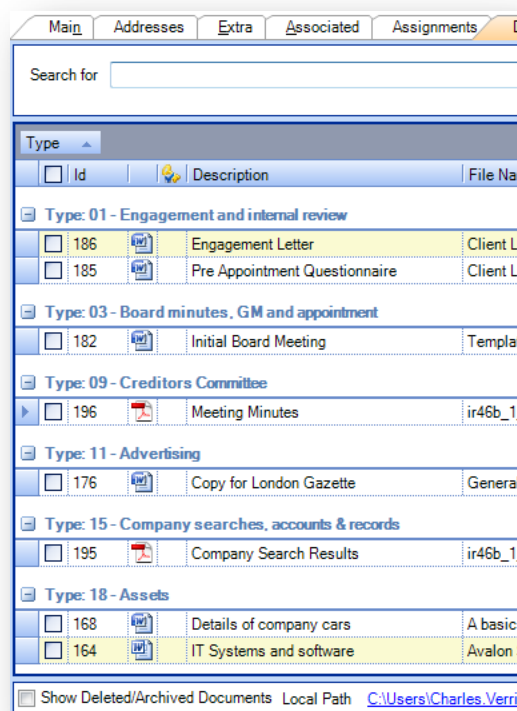 Main Addresses Extra Associated Assignments D
Search for
Type
Id Description File Na
Type: 01 - Engagement and internal review
186 Engagement Letter Client L
185 Pre Appointment Questionnaire Client L
Type: 03 - Board minutes, GM and appointment
182 Initial Board Meeting Templa
Type: 09 - Creditors Committee
196 Meeting Minutes ir46b_1
Type: 11 - Advertising
176 Copy for London Gazette Genera
Type: 15 - Company searches, accounts & records
195 Company Search Results ir46b_1
Type: 18 - Assets
168 Details of company cars A basic
164 IT Systems and software Avalon
Show Deleted/Archived Documents Local Path C:\Users\Charles.Verri